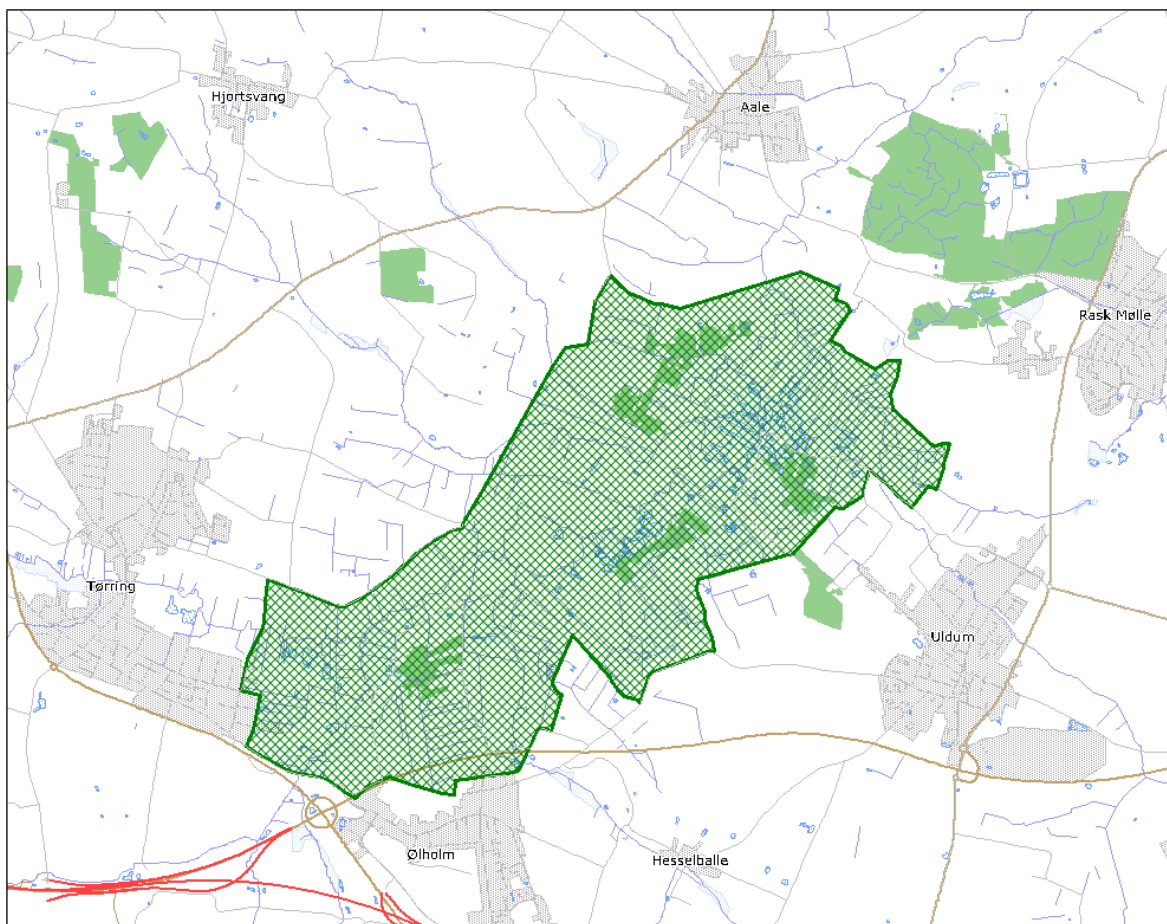 Hjortsvang
Aale
Rask Mølle
Tørring
Uldum
Ølholm
Hesselballe